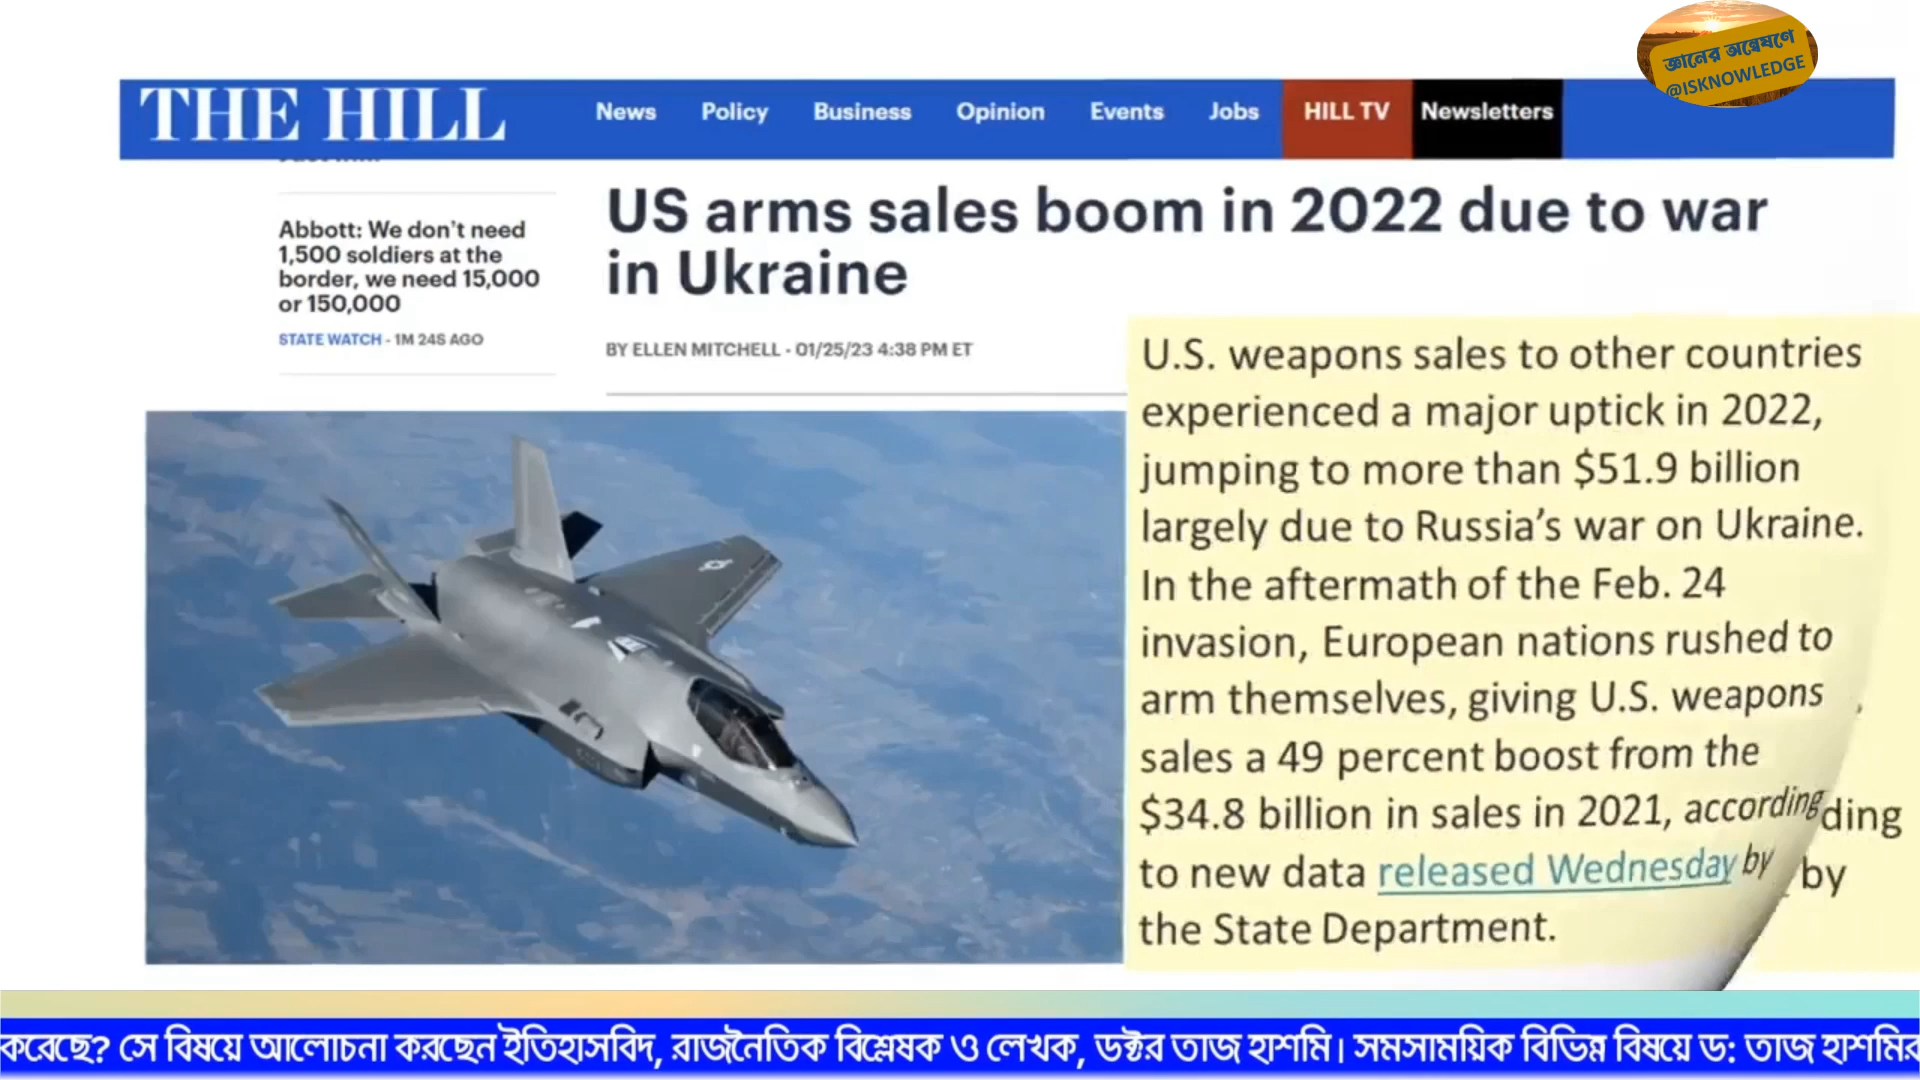 জ্ঞানের অন্বেষণে
@ISKNOWLEDGE
THE HILL
News Policy Business Opinion Events Jobs HILL TV Newsletters
Abbott: We don't need
1,500 soldiers at the
border, we need 15,000
or 150,000
STATE WATCH - 1M 24S AGO
US arms sales boom in 2022 due to war
in Ukraine
BY ELLEN MITCHELL - 01/25/23 4:38 PM ET
U.S. weapons sales to other countries
experienced a major uptick in 2022,
jumping to more than $51.9 billion
largely due to Russia's war on Ukraine.
In the aftermath of the Feb. 24
invasion, European nations rushed to
arm themselves, giving U.S. weapons
sales a 49 percent boost from the
$34.8 billion in sales in 2021, according
to new data released Wednesday by
the State Department.
করেছে? সে বিষয়ে আলোচনা করছেন ইতিহাসবিদ, রাজনৈতিক বিশ্লেষক ও লেখক, ডক্টর তাজ হাশমি। সমসাময়িক বিভিন্ন বিষয়ে ড: তাজ হাশমির